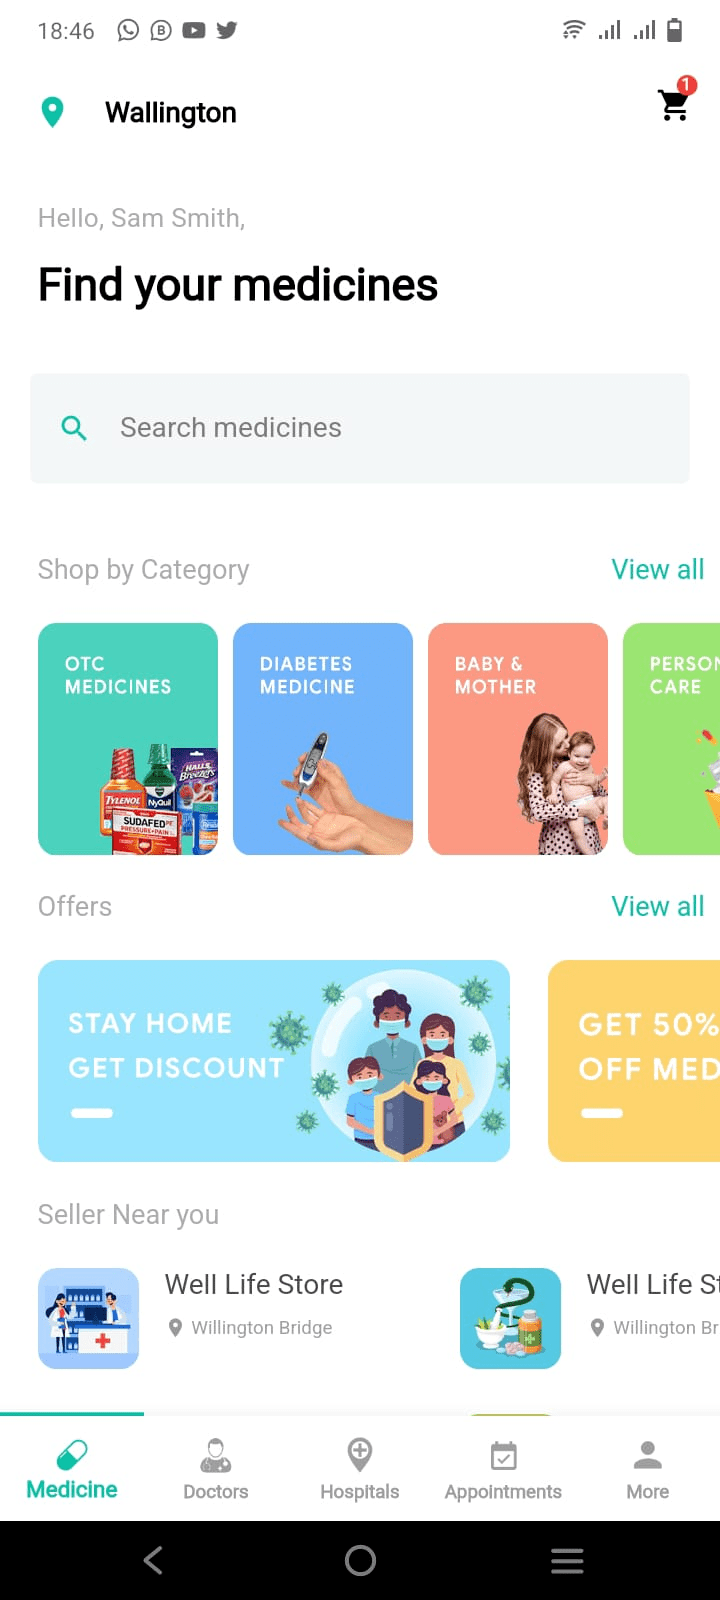 18:46
Wallington
1
Hello, Sam Smith,
Find your medicines
Search medicines
Shop by Category
View all
OTC
MEDICINES
DIABETES
MEDICINE
BABY &
MOTHER
PERSON
CARE
HALLS
Breezers
TYLENOL
NyQuil
SUDAFED PE
PRESSURE+PAIN
Offers
View all
STAY HOME
GET DISCOUNT
GET 50%
OFF MED
Seller Near you
Well Life Store
Willington Bridge
Well Life St
Willington Br
Medicine
Doctors
Hospitals
Appointments
More